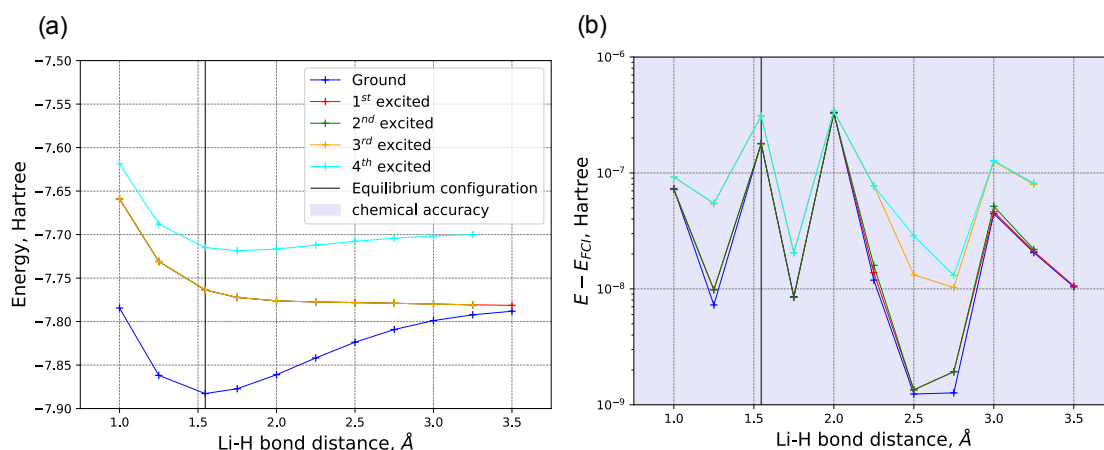 (a)
−7.50
−7.55
−7.60
−7.65
−7.70
−7.75
−7.80
−7.85
−7.90
Energy, Hartree
1.0 1.5 2.0 2.5 3.0 3.5
Li-H bond distance, Å
Ground
1st excited
2nd excited
3rd excited
4th excited
Equilibrium configuration
chemical accuracy
(b)
10−6
10−7
10−8
10−9
E − EFCI, Hartree
1.0 1.5 2.0 2.5 3.0 3.5
Li-H bond distance, Å